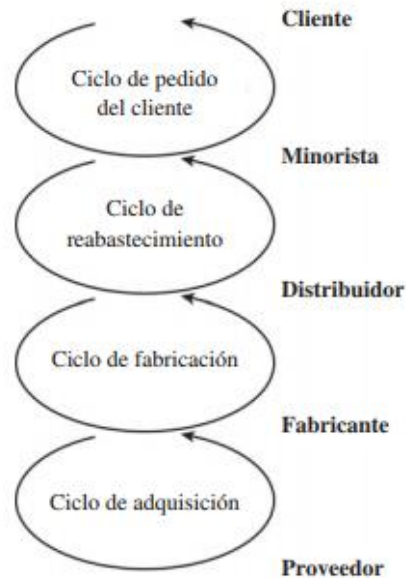 Cliente
Ciclo de pedido
del cliente
Minorista
Ciclo de
reabastecimiento
Distribuidor
Ciclo de fabricación
Fabricante
Ciclo de adquisición
Proveedor